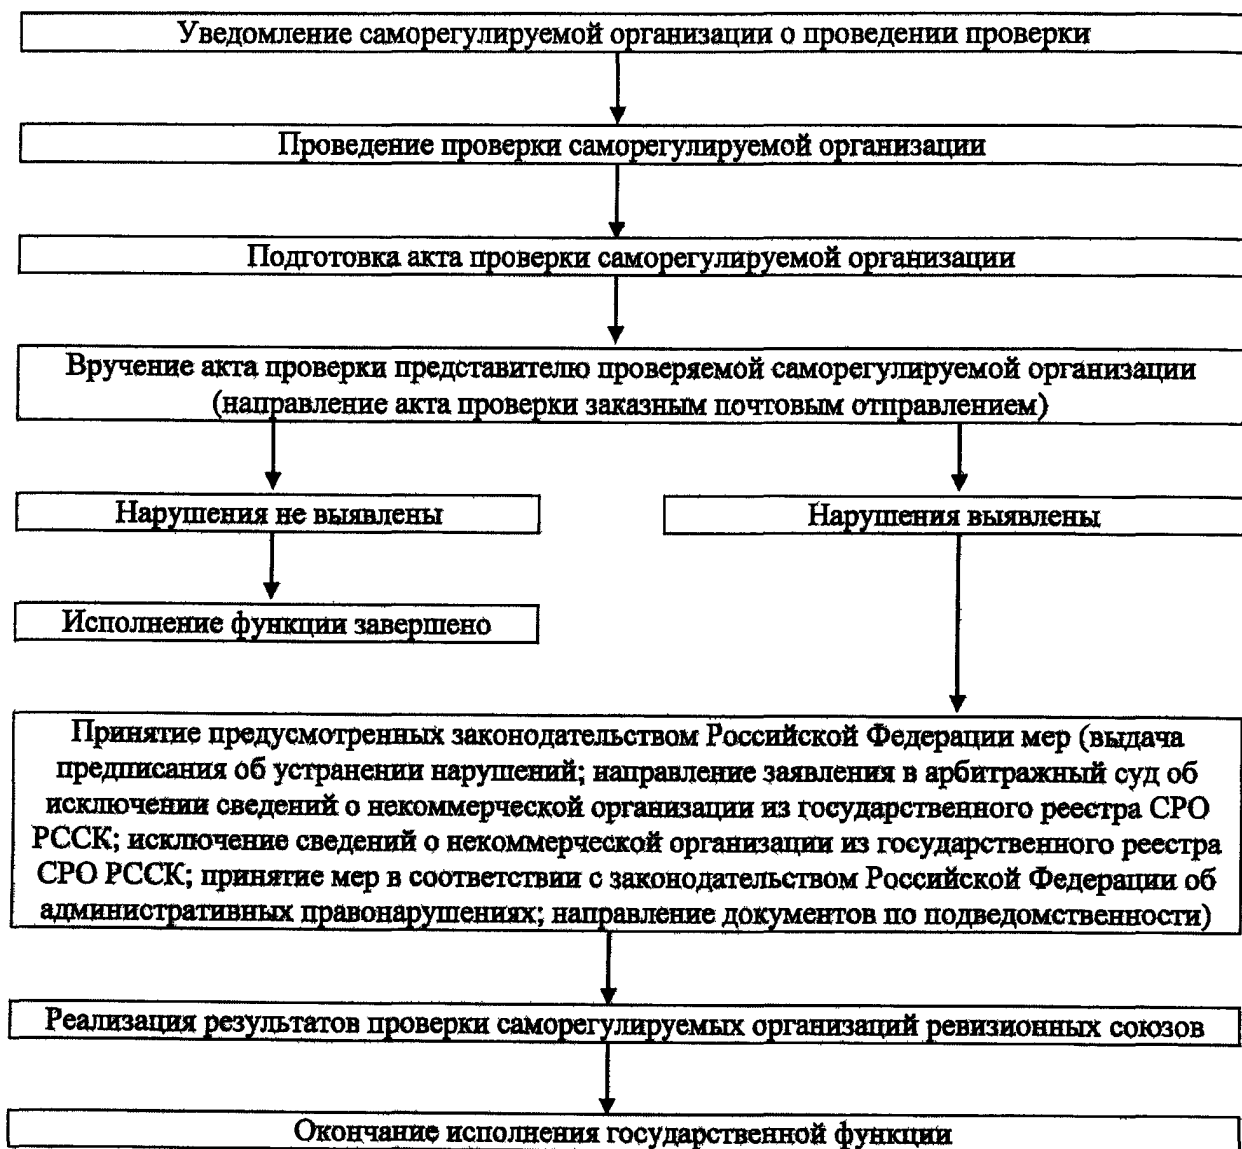 Уведомление саморегулируемой организации о проведении проверки
Проведение проверки саморегулируемой организации
Подготовка акта проверки саморегулируемой организации
Вручение акта проверки представителю проверяемой саморегулируемой организации
(направление акта проверки заказным почтовым отправлением)
Нарушения не выявлены
Нарушения выявлены
Исполнение функции завершено
Принятие предусмотренных законодательством Российской Федерации мер (выдача
предписания об устранении нарушений; направление заявления в арбитражный суд об
исключении сведений о некоммерческой организации из государственного реестра СРО
РССК; исключение сведений о некоммерческой организации из государственного реестра
СРО РССК; принятие мер в соответствии с законодательством Российской Федерации об
административных правонарушениях; направление документов по подведомственности)
Реализация результатов проверки саморегулируемых организаций ревизионных союзов
Окончание исполнения государственной функции